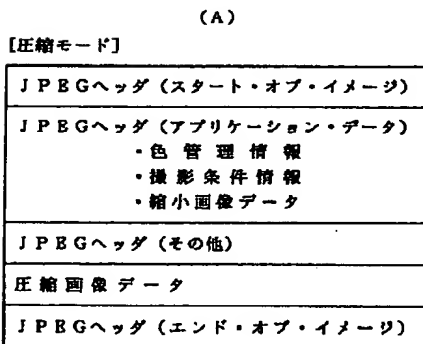 (A)
[圧縮モード]
JPEGヘッダ(スタート・オブ・イメージ)
JPEGヘッダ(アプリケーション・データ)
・色管理情報
・撮影条件情報
・縮小画像データ
JPEGヘッダ(その他)
圧縮画像データ
JPEGヘッダ(エンド・オブ・イメージ)